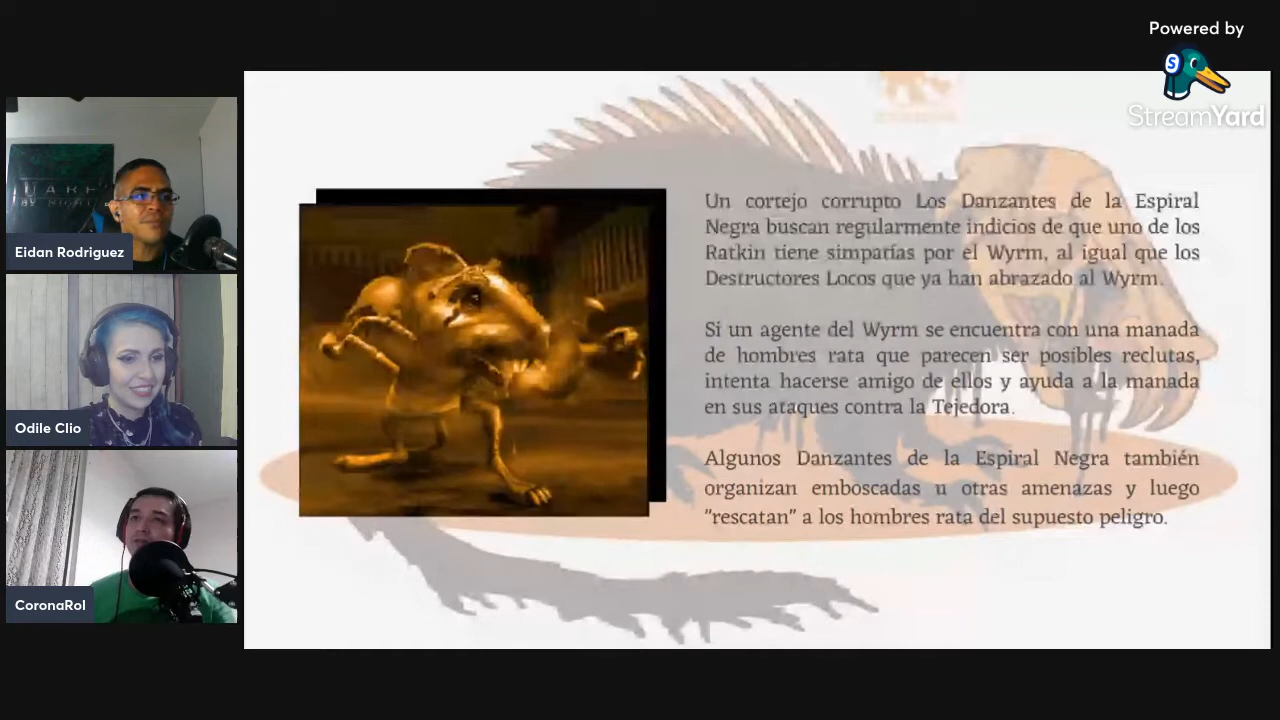 Powered by
StreamYard
UARK
BY NIGHT
Eidan Rodriguez
Odile Clio
CoronaRol
Un cortejo corrupto Los Danzantes de la Espiral
Negra buscan regularmente indicios de que uno de los
Ratkin tiene simpatías por el Wyrm, al igual que los
Destructores Locos que ya han abrazado al Wyrm.
Si un agente del Wyrm se encuentra con una manada
de hombres rata que parecen ser posibles reclutas,
intenta hacerse amigo de ellos y ayuda a la manada
en sus ataques contra la Tejedora.
Algunos Danzantes de la Espiral Negra también
organizan emboscadas u otras amenazas y luego
"rescatan" a los hombres rata del supuesto peligro.